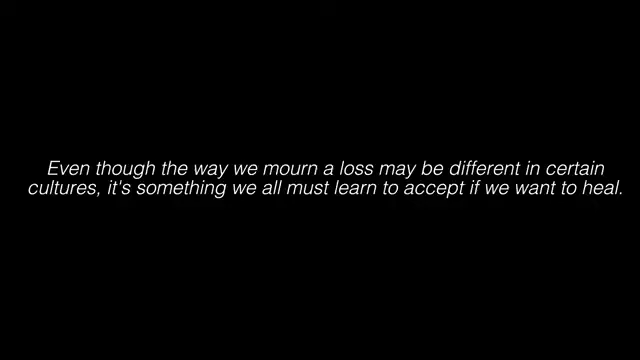 Even though the way we mourn a loss may be different in certain
cultures, it's something we all must learn to accept if we want to heal.